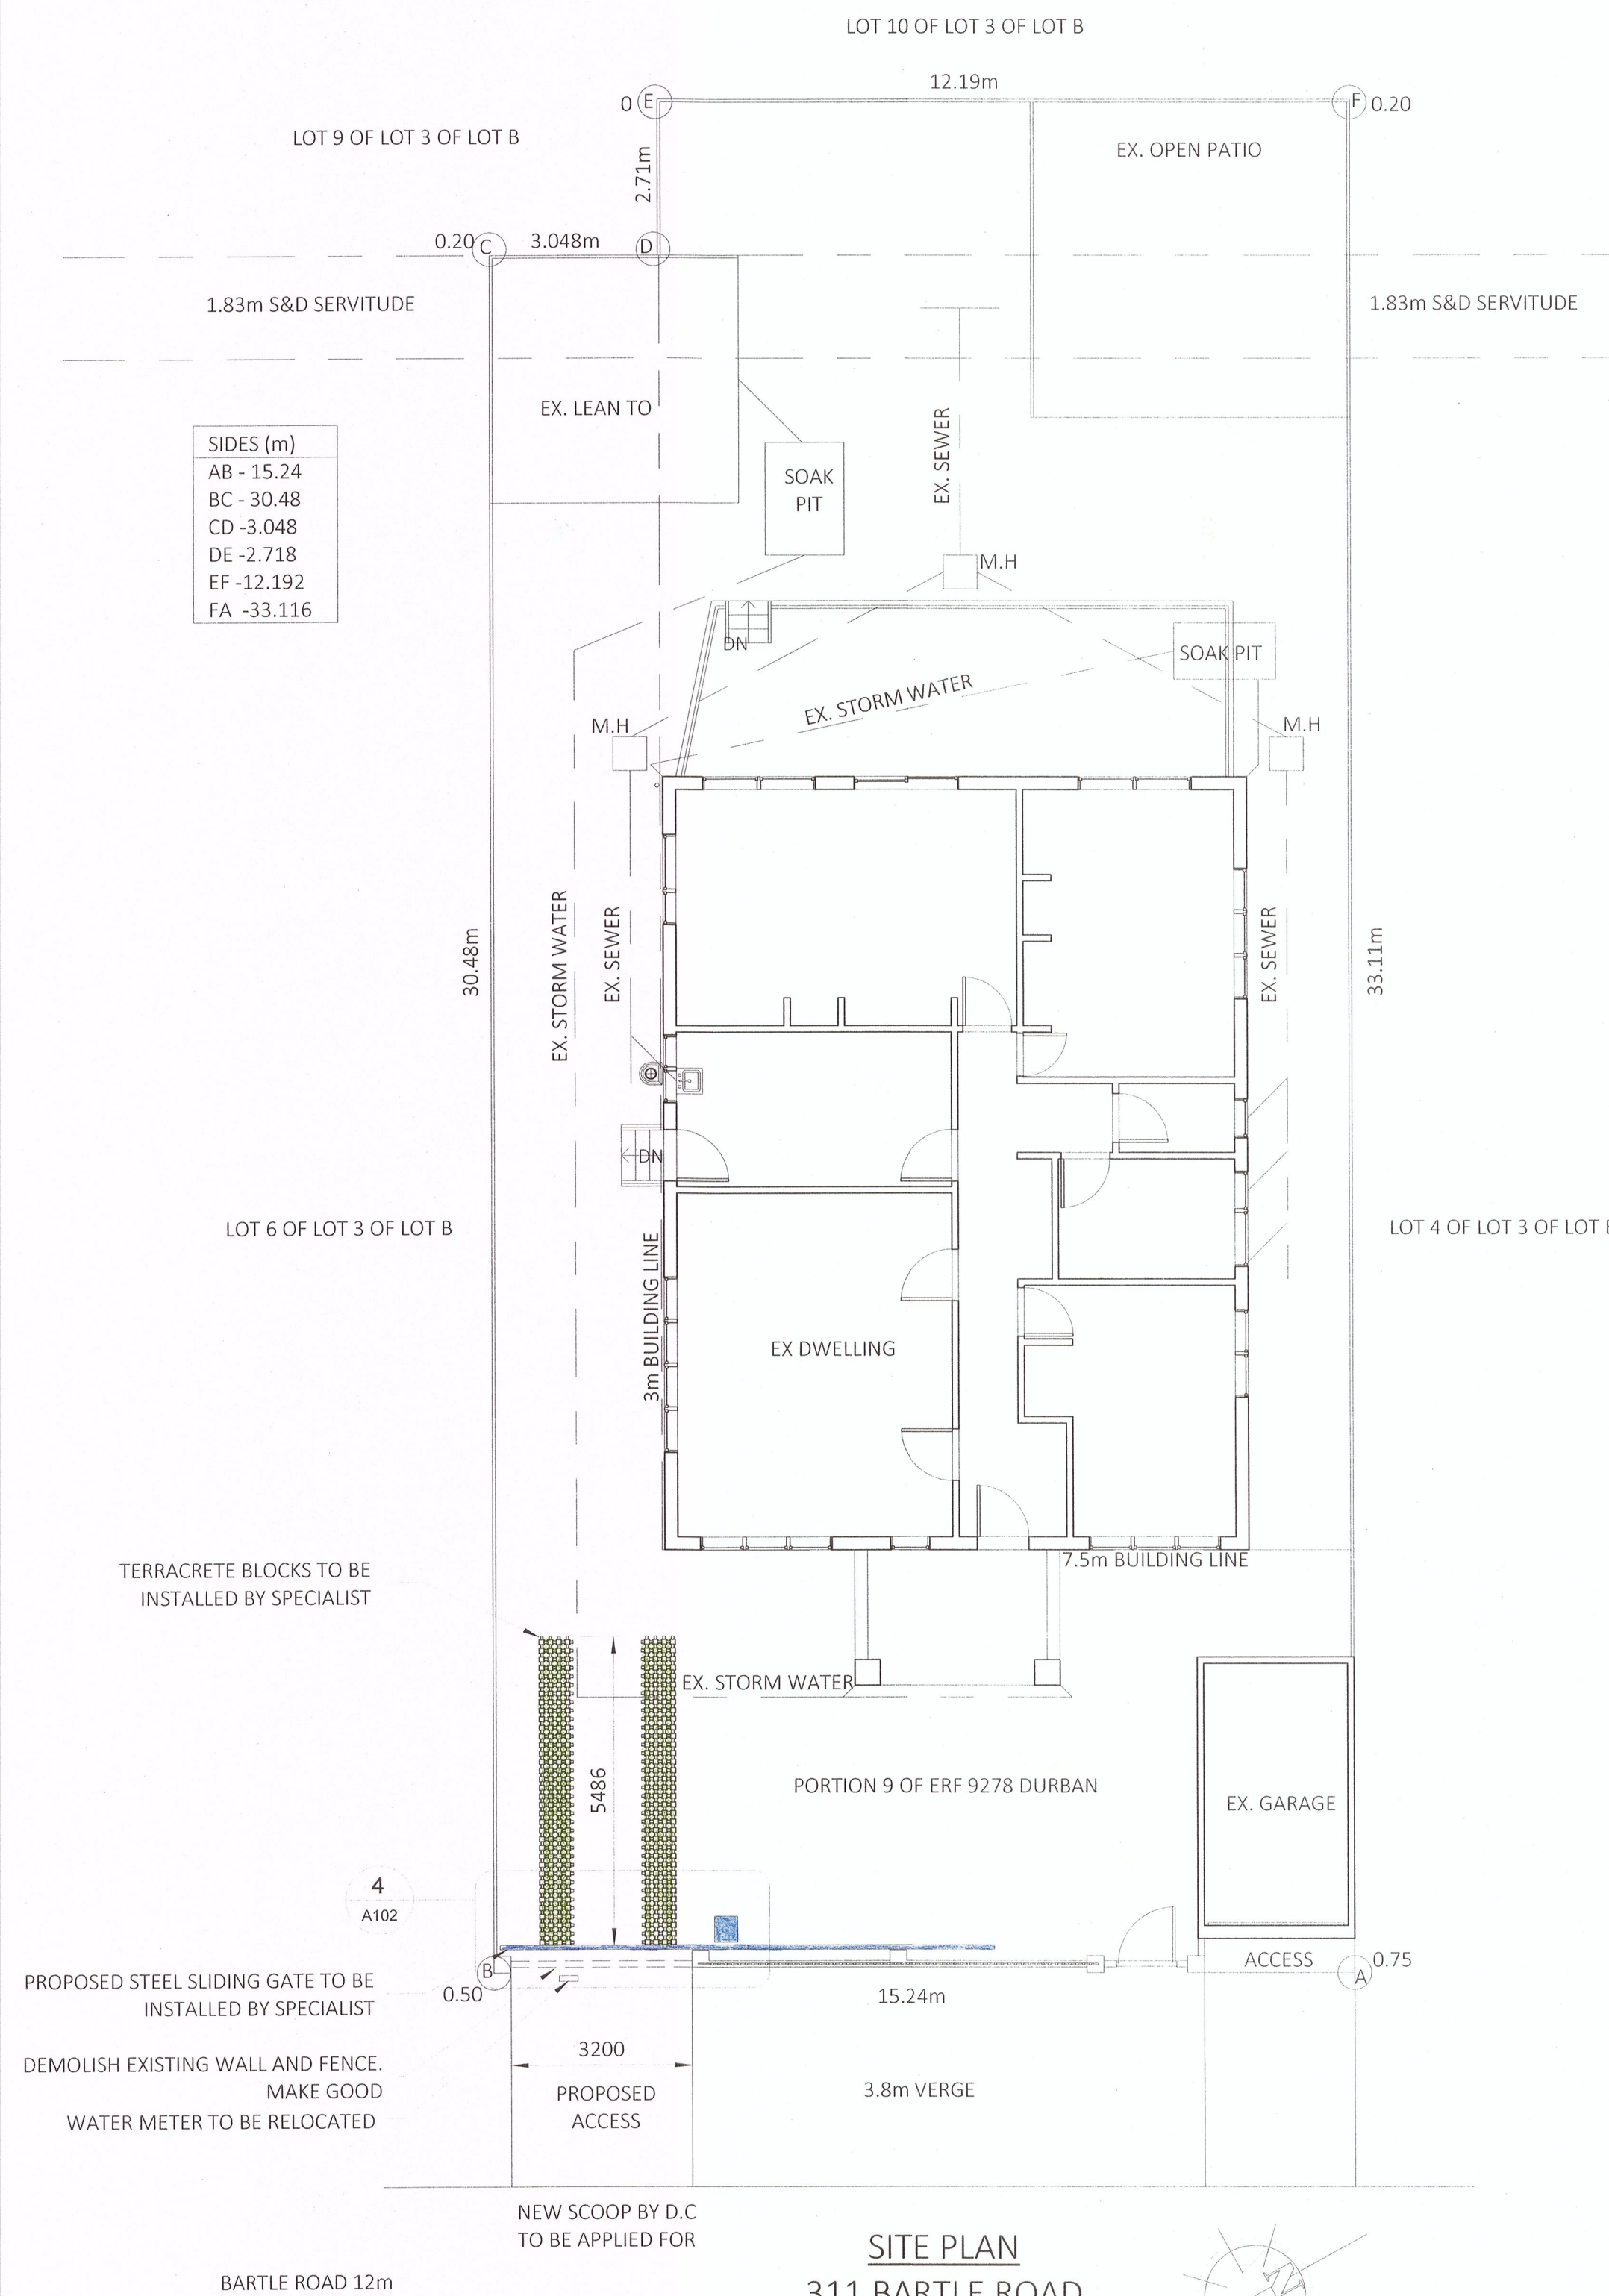 LOT 10 OF LOT 3 OF LOT B
12.19m
0 E
F 0.20
LOT 9 OF LOT 3 OF LOT B
EX. OPEN PATIO
2.71m
0.20 C
3.048m
D
1.83m S&D SERVITUDE
1.83m S&D SERVITUDE
EX. LEAN TO
SIDES (m)
AB - 15.24
BC - 30.48
CD -3.048
DE -2.718
EF -12.192
FA -33.116
SOAK
PIT
EX. SEWER
M.H
DN
SOAK PIT
EX. STORM WATER
M.H
M.H
30.48m
EX. STORM WATER
EX. SEWER
EX. SEWER
33.11m
DN
LOT 6 OF LOT 3 OF LOT B
LOT 4 OF LOT 3 OF LOT
3m BUILDING LINE
EX DWELLING
7.5m BUILDING LINE
TERRACRETE BLOCKS TO BE
INSTALLED BY SPECIALIST
EX. STORM WATER
5486
PORTION 9 OF ERF 9278 DURBAN
EX. GARAGE
4
A102
B
0.50
ACCESS
A
0.75
PROPOSED STEEL SLIDING GATE TO BE
INSTALLED BY SPECIALIST
15.24m
3200
DEMOLISH EXISTING WALL AND FENCE.
MAKE GOOD
WATER METER TO BE RELOCATED
PROPOSED
ACCESS
3.8m VERGE
NEW SCOOP BY D.C
TO BE APPLIED FOR
SITE PLAN
311 BARTLE ROAD
N
BARTLE ROAD 12m